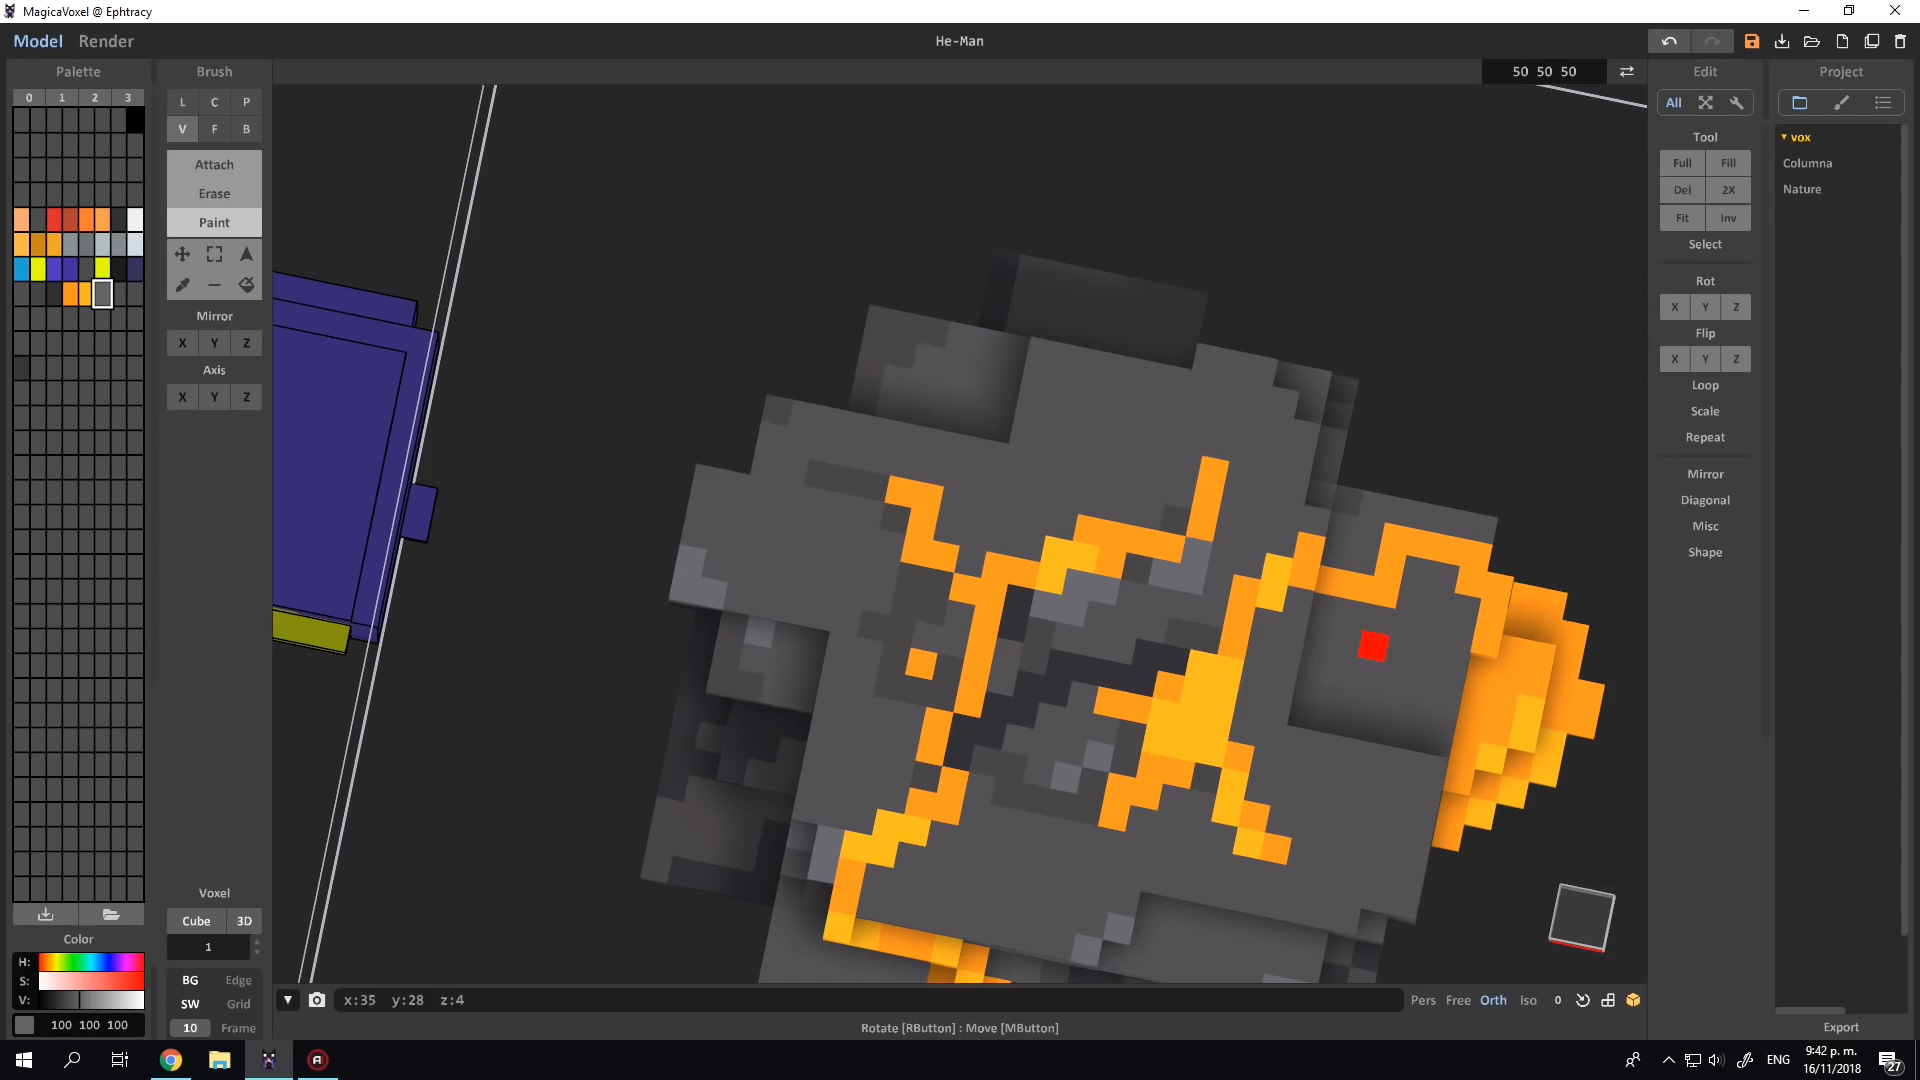 MagicaVoxel @ Ephtracy
Model Render
He-Man
Palette
Brush
50 50 50
Edit
Project
0 1 2 3
L C P
V F B
Attach
Erase
Paint
Mirror
X Y Z
Axis
X Y Z
Voxel
Cube 3D
1
BG Edge
SW Grid
10 Frame
Color
H:
S:
V:
100 100 100
All
Tool
Full Fill
Del 2X
Fit Inv
Select
Rot
X Y Z
Flip
X Y Z
Loop
Scale
Repeat
Mirror
Diagonal
Misc
Shape
vox
Columna
Nature
Export
x:35 y:28 z:4
Pers Free Orth Iso 0
Rotate [RButton] : Move [MButton]
ENG
9:42 p. m.
16/11/2018
27